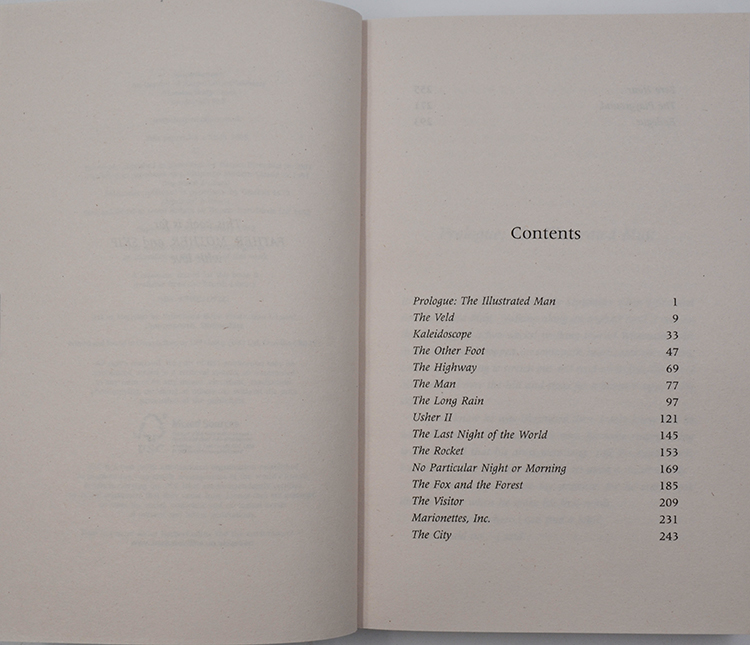 Contents
Prologue: The Illustrated Man 1
The Veld 9
Kaleidoscope 33
The Other Foot 47
The Highway 69
The Man 77
The Long Rain 97
Usher II 121
The Last Night of the World 145
The Rocket 153
No Particular Night or Morning 169
The Fox and the Forest 185
The Visitor 209
Marionettes, Inc. 231
The City 243